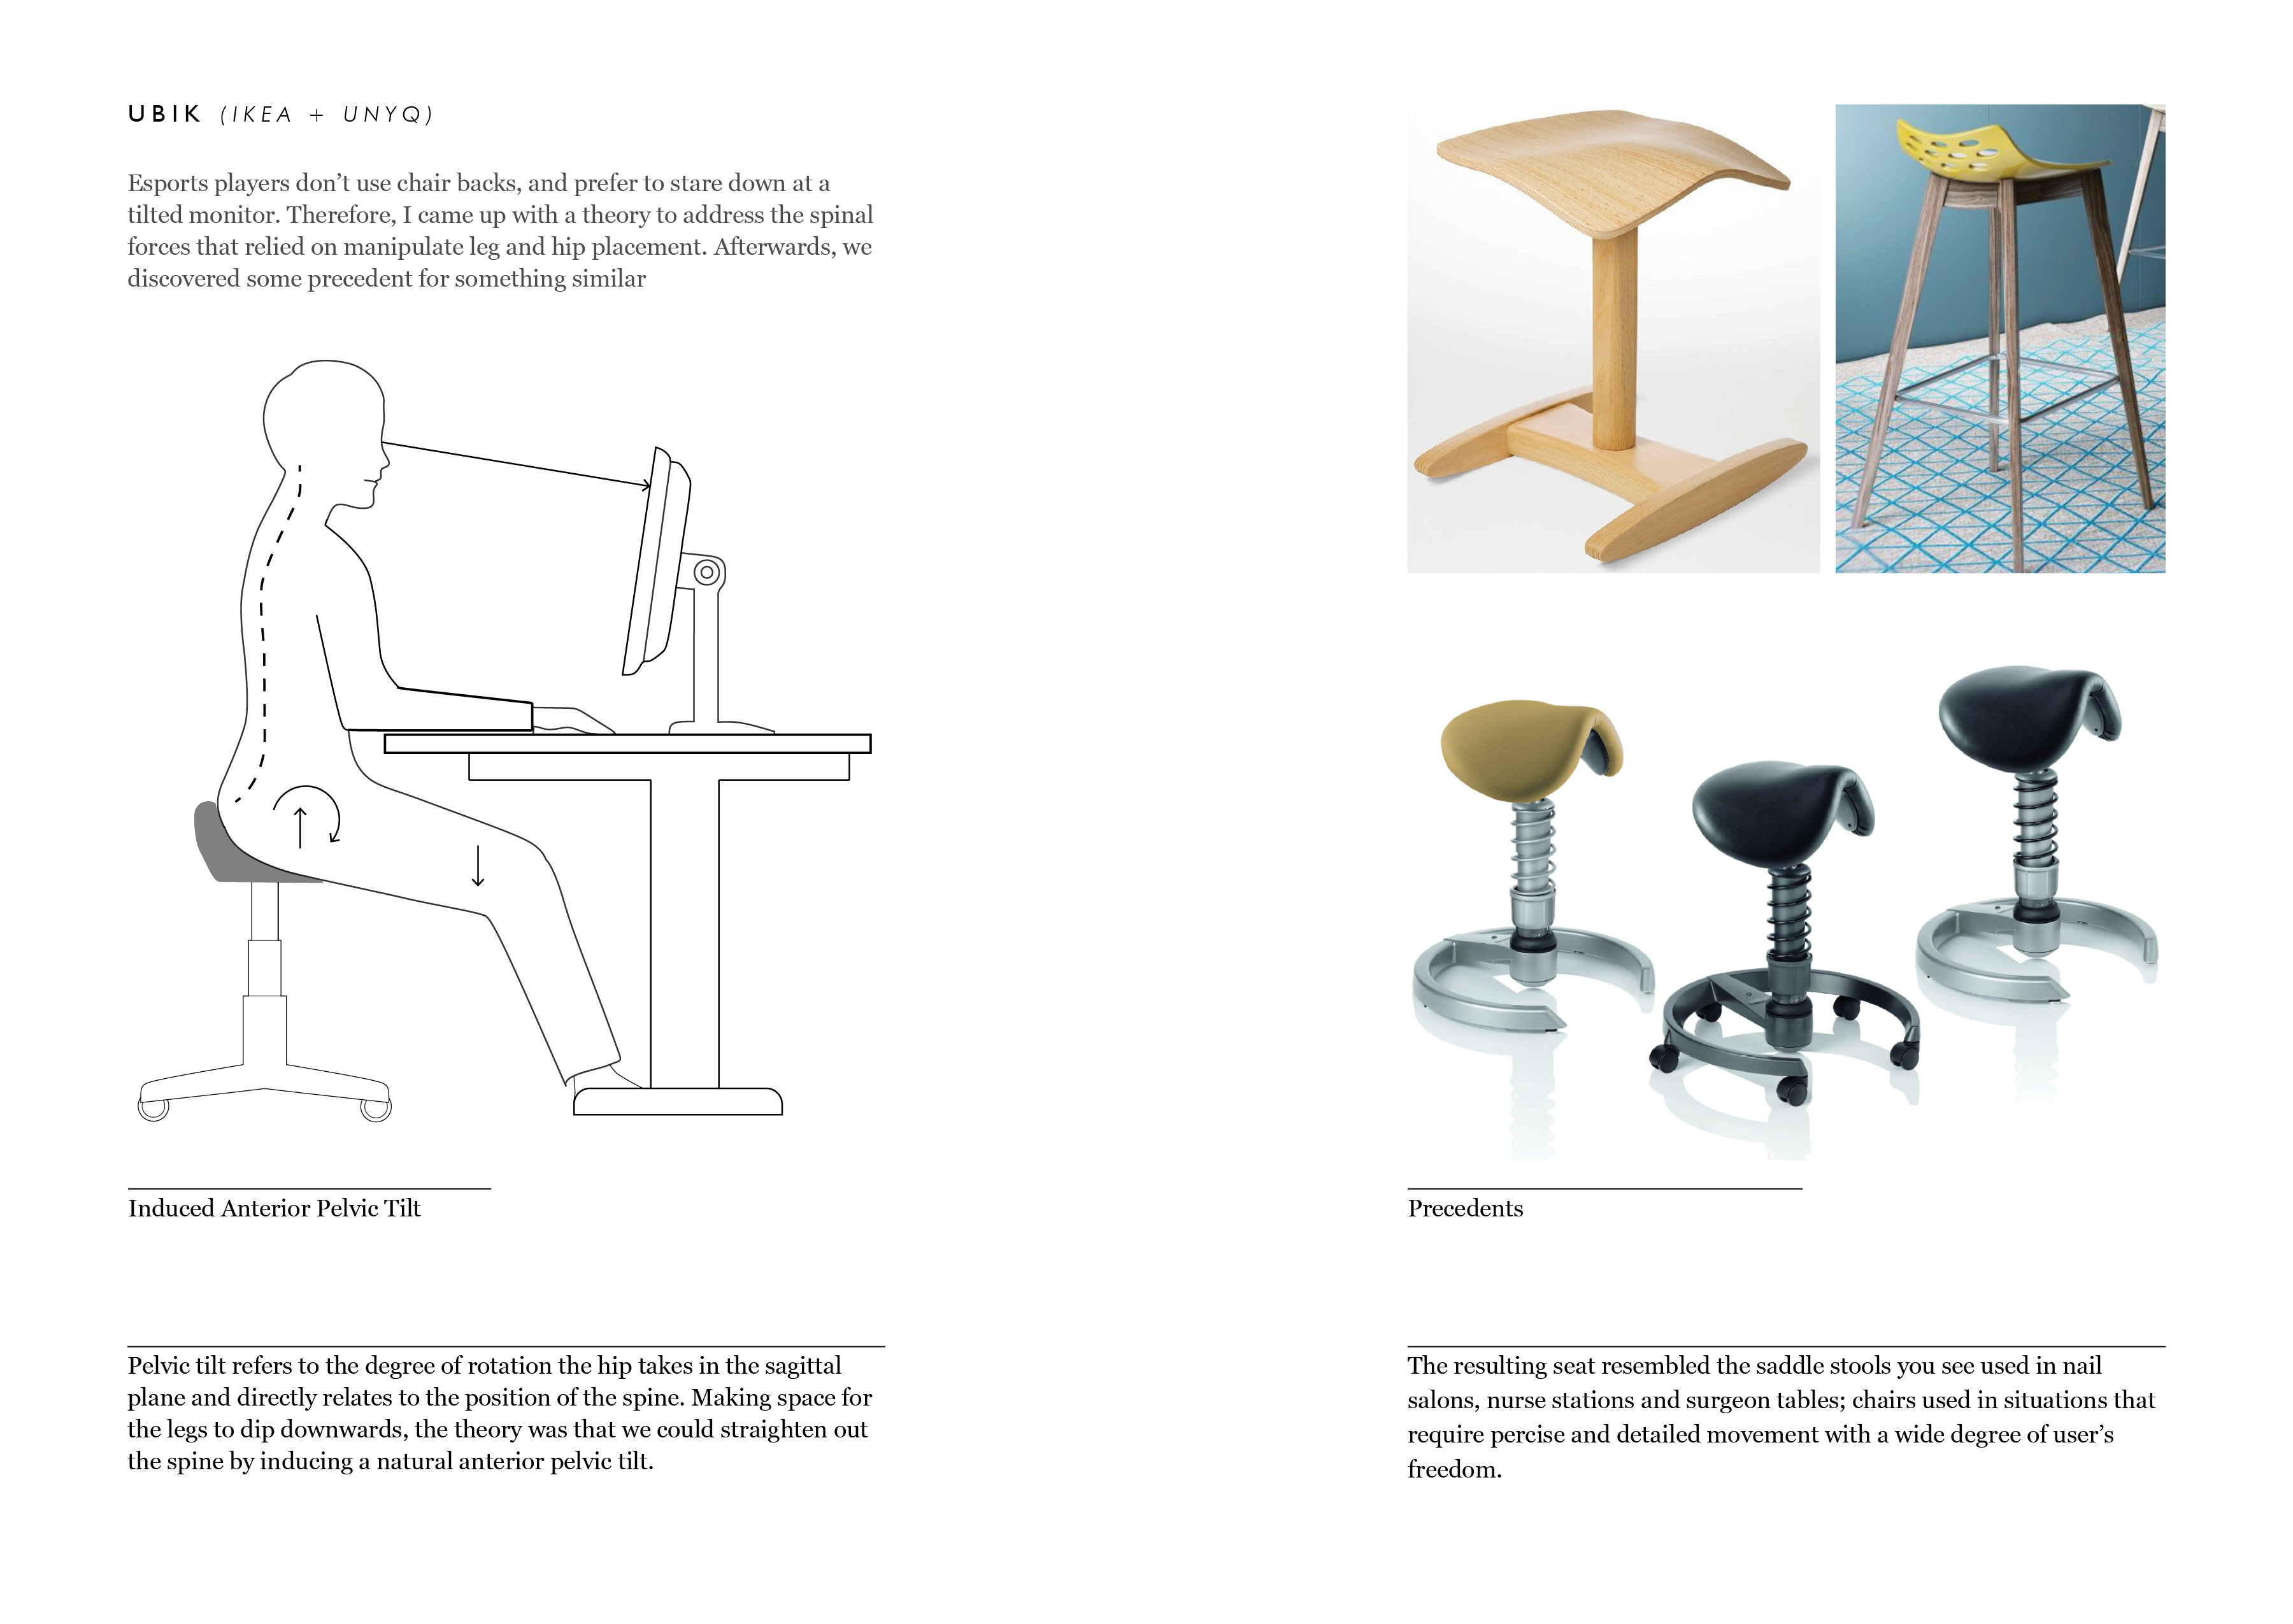 UBIK (IKEA + UNYQ)
Esports players don’t use chair backs, and prefer to stare down at a
tilted monitor. Therefore, I came up with a theory to address the spinal
forces that relied on manipulate leg and hip placement. Afterwards, we
discovered some precedent for something similar
Induced Anterior Pelvic Tilt
Pelvic tilt refers to the degree of rotation the hip takes in the sagittal
plane and directly relates to the position of the spine. Making space for
the legs to dip downwards, the theory was that we could straighten out
the spine by inducing a natural anterior pelvic tilt.
Precedents
The resulting seat resembled the saddle stools you see used in nail
salons, nurse stations and surgeon tables; chairs used in situations that
require percise and detailed movement with a wide degree of user’s
freedom.